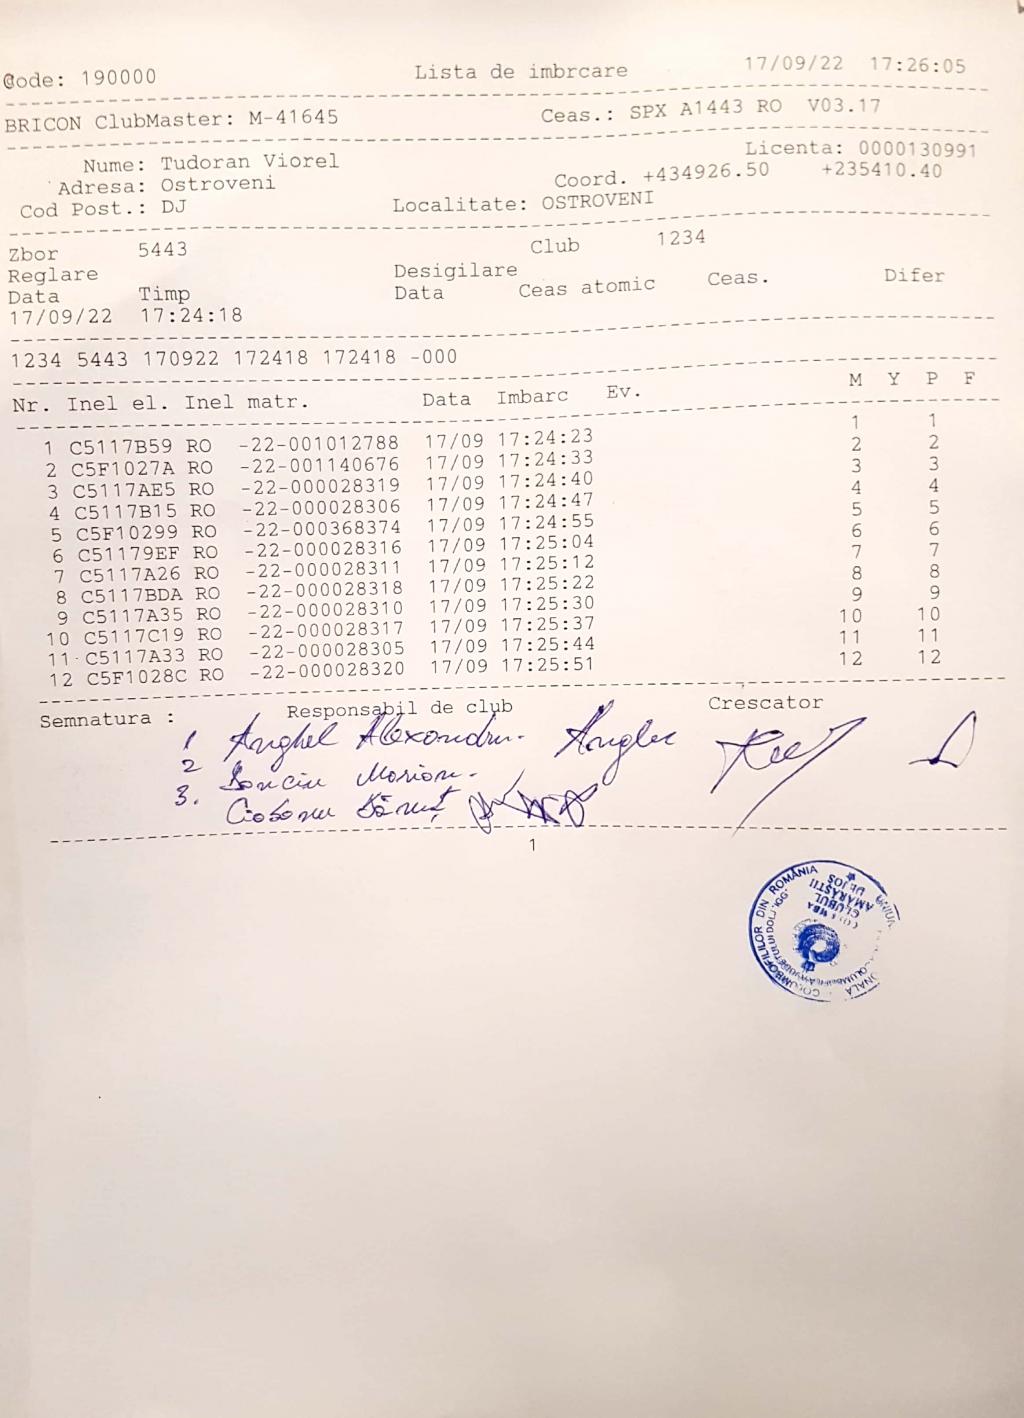 @ode: 190000 Lista de imbrcare 17/09/22 17:26:05
BRICON ClubMaster: M-41645 Ceas.: SPX A1443 RO V03.17
Nume: Tudoran Viorel Licenta: 0000130991
Adresa: Ostroveni Coord. +434926.50 +235410.40
Cod Post.: DJ Localitate: OSTROVENI
Zbor 5443 Club 1234
Reglare Desigilare
Data Timp Data Ceas atomic Ceas. Difer
17/09/22 17:24:18
1234 5443 170922 172418 172418 -000
Nr. Inel el. Inel matr. Data Imbarc Ev. M Y P F
1 C5117B59 RO -22-001012788 17/09 17:24:23 1 1
2 C5F1027A RO -22-001140676 17/09 17:24:33 2 2
3 C5117AE5 RO -22-000028319 17/09 17:24:40 3 3
4 C5117B15 RO -22-000028306 17/09 17:24:47 4 4
5 C5F10299 RO -22-000368374 17/09 17:24:55 5 5
6 C51179EF RO -22-000028316 17/09 17:25:04 6 6
7 C5117A26 RO -22-000028311 17/09 17:25:12 7 7
8 C5117BDA RO -22-000028318 17/09 17:25:22 8 8
9 C5117A35 RO -22-000028310 17/09 17:25:30 9 9
10 C5117C19 RO -22-000028317 17/09 17:25:37 10 10
11 C5117A33 RO -22-000028305 17/09 17:25:44 11 11
12 C5F1028C RO -22-000028320 17/09 17:25:51 12 12
Semnatura : Responsabil de club Crescator
1 Anghel Alexandru.
2 Marian.
3. Ciobanu Dănuț
1
COLUMBOFILILOR DIN ROMÂNIA
CLUBUL
AMARASTII
DE JOS